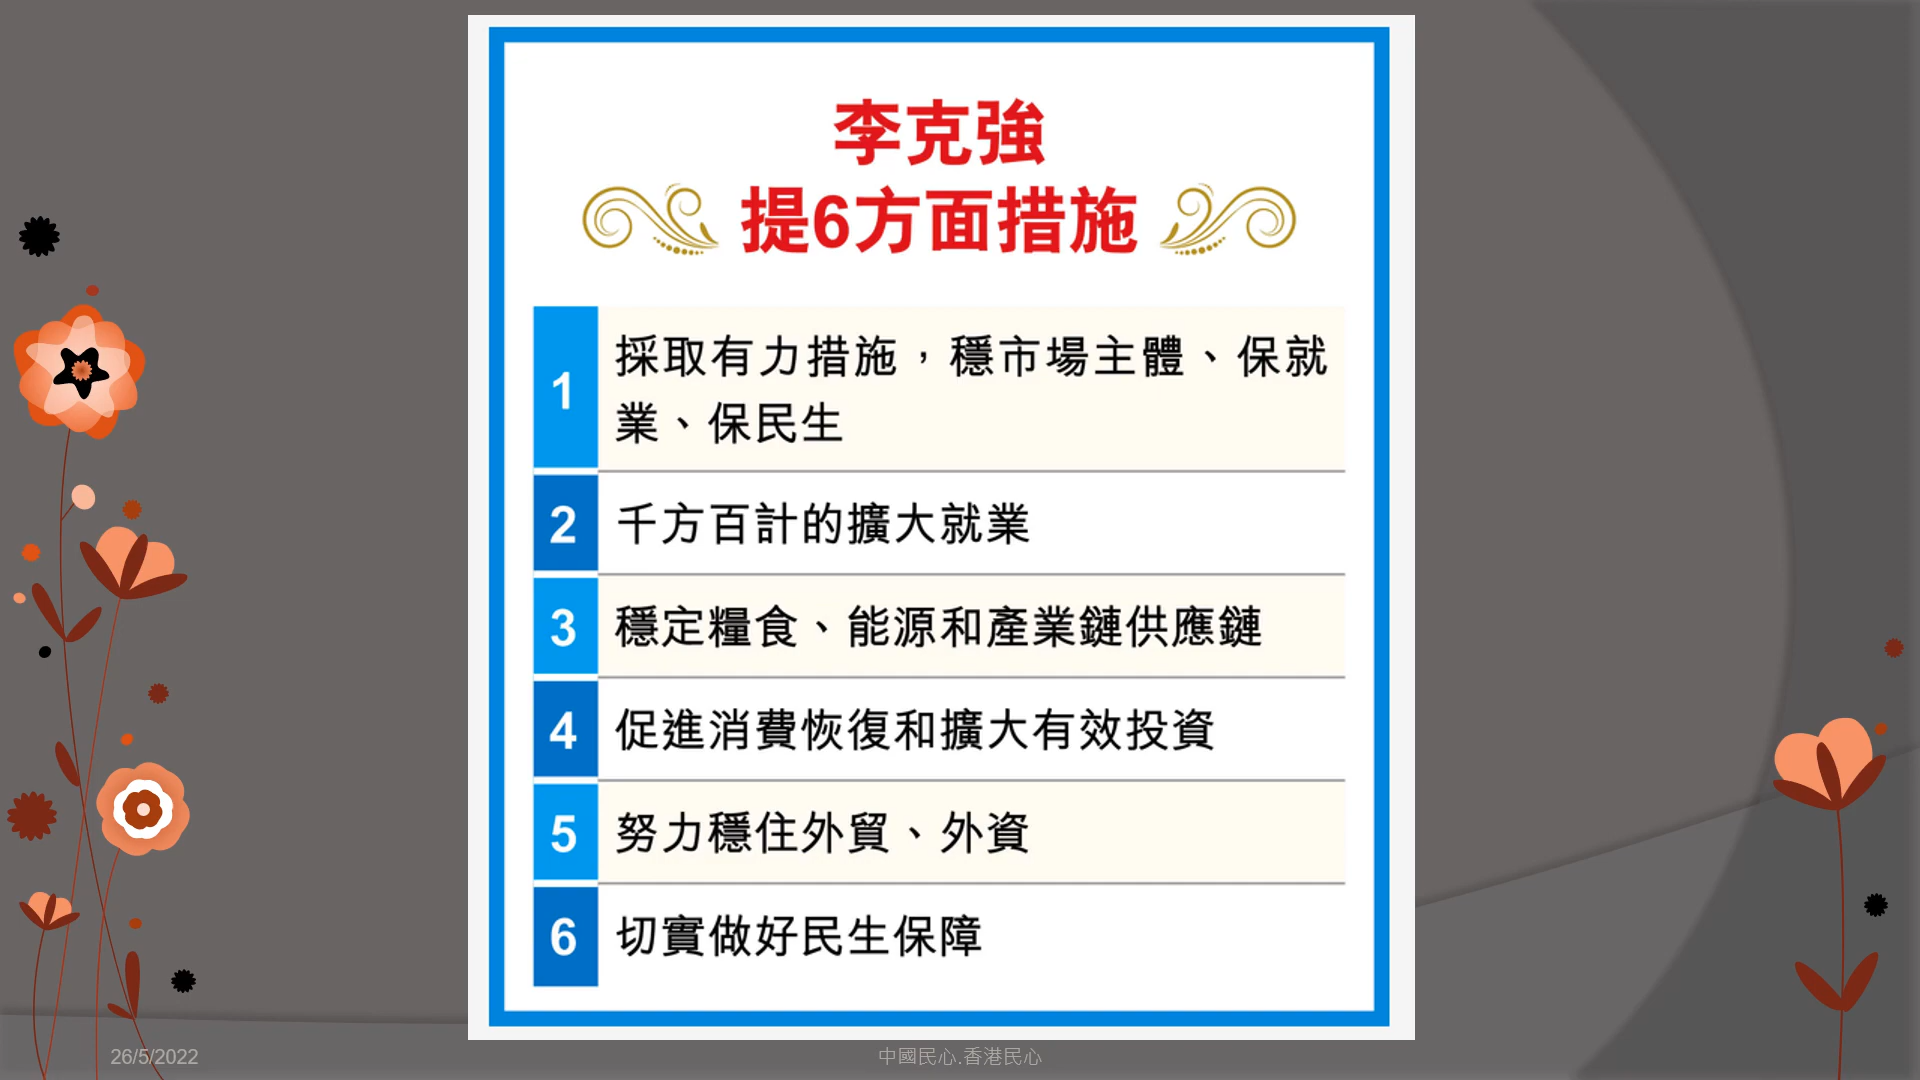 李克強
提6方面措施
1
採取有力措施，穩市場主體、保就
業、保民生
2
千方百計的擴大就業
3
穩定糧食、能源和產業鏈供應鏈
4
促進消費恢復和擴大有效投資
5
努力穩住外貿、外資
6
切實做好民生保障
26/5/2022
中國民心.香港民心